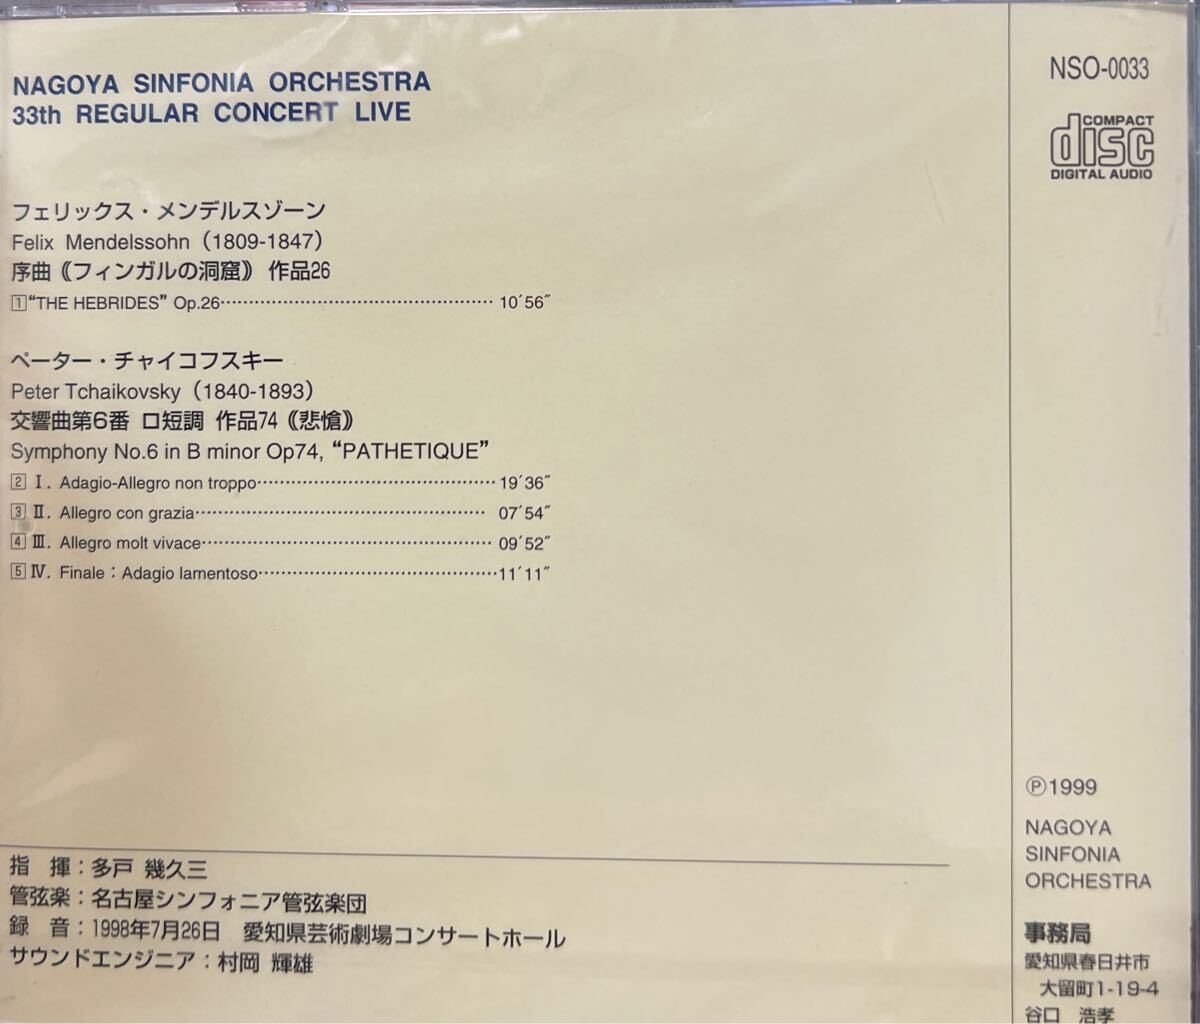 NAGOYA SINFONIA ORCHESTRA
33th REGULAR CONCERT LIVE
フェリックス・メンデルスゾーン
Felix Mendelssohn (1809-1847)
序曲《フィンガルの洞窟》 作品26
1 “THE HEBRIDES” Op.26………………………………………… 10′56″
ペーター・チャイコフスキー
Peter Tchaikovsky (1840-1893)
交響曲第6番 ロ短調 作品74《悲愴》
Symphony No.6 in B minor Op74, “PATHETIQUE”
2 Ⅰ. Adagio-Allegro non troppo…………………………………… 19′36″
3 Ⅱ. Allegro con grazia…………………………………………… 07′54″
4 Ⅲ. Allegro molt vivace…………………………………………… 09′52″
5 Ⅳ. Finale：Adagio lamentoso…………………………………… 11′11″
指　揮：多戸 幾久三
管弦楽：名古屋シンフォニア管弦楽団
録　音：1998年7月26日　愛知県芸術劇場コンサートホール
サウンドエンジニア：村岡 輝雄
NSO-0033
COMPACT
disc
DIGITAL AUDIO
Ⓟ1999
NAGOYA
SINFONIA
ORCHESTRA
事務局
愛知県春日井市
大留町1-19-4
谷口　浩孝